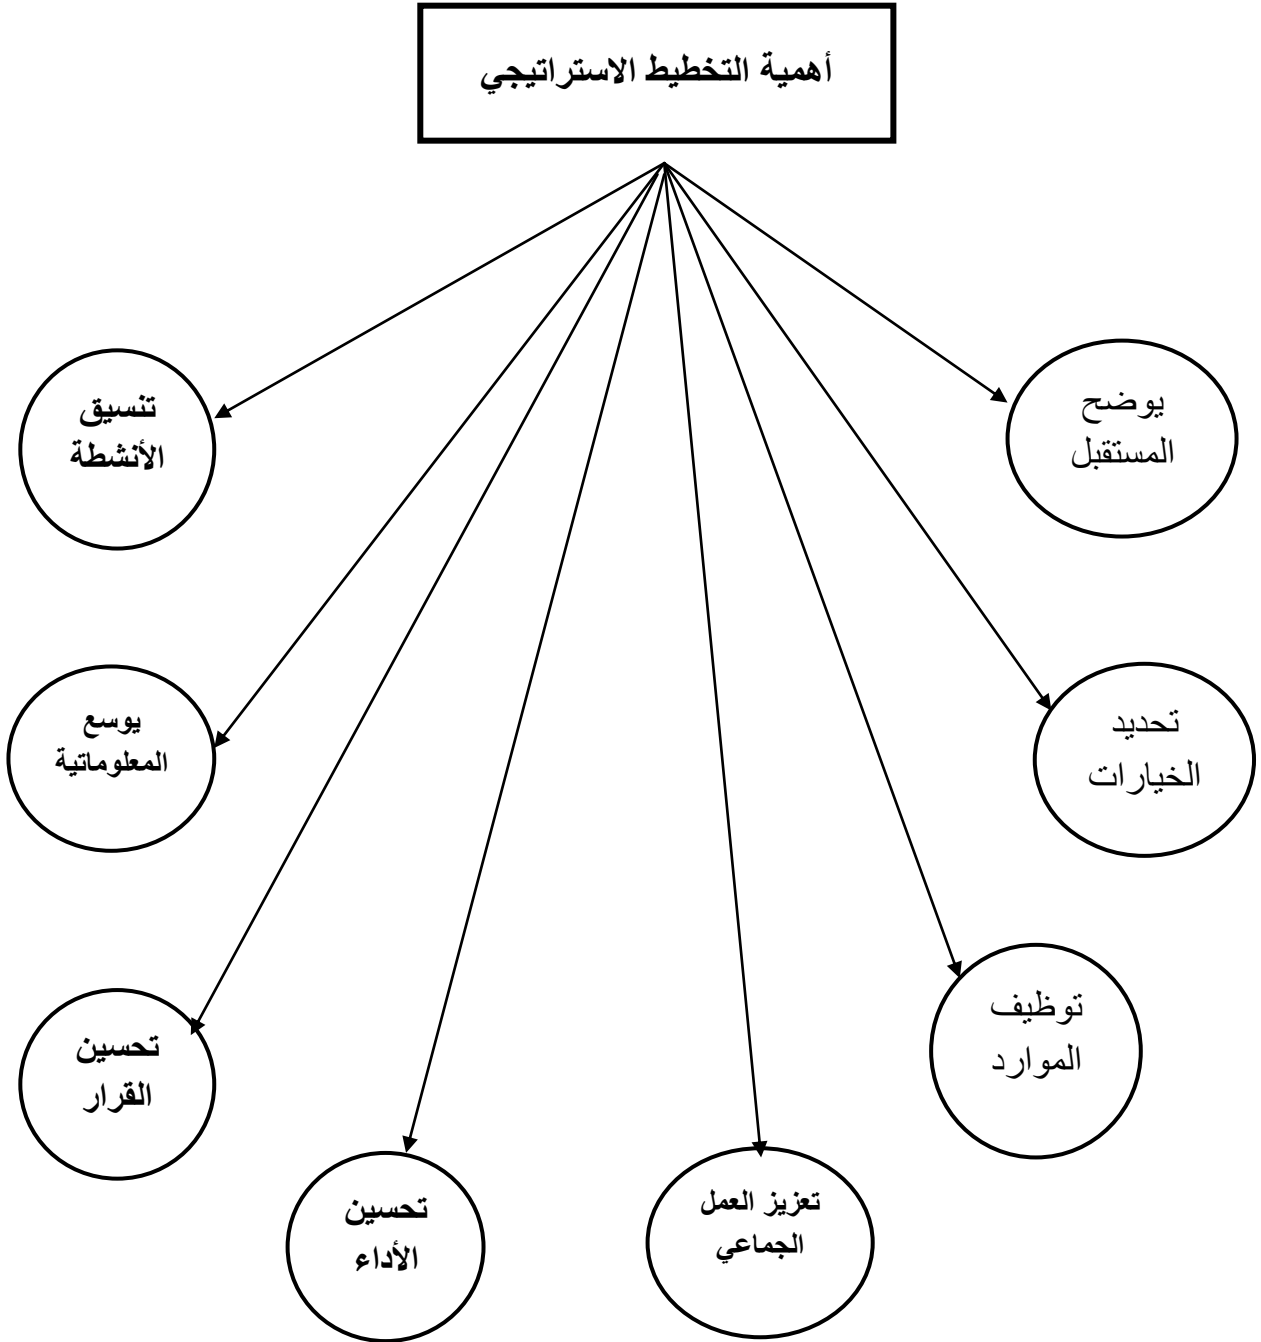 أهمية التخطيط الاستراتيجي
يوضح
المستقبل
تحديد
الخيارات
توظيف
الموارد
تعزيز العمل
الجماعي
تحسين
الأداء
تحسين
القرار
يوسع
المعلوماتية
تنسيق
الأنشطة